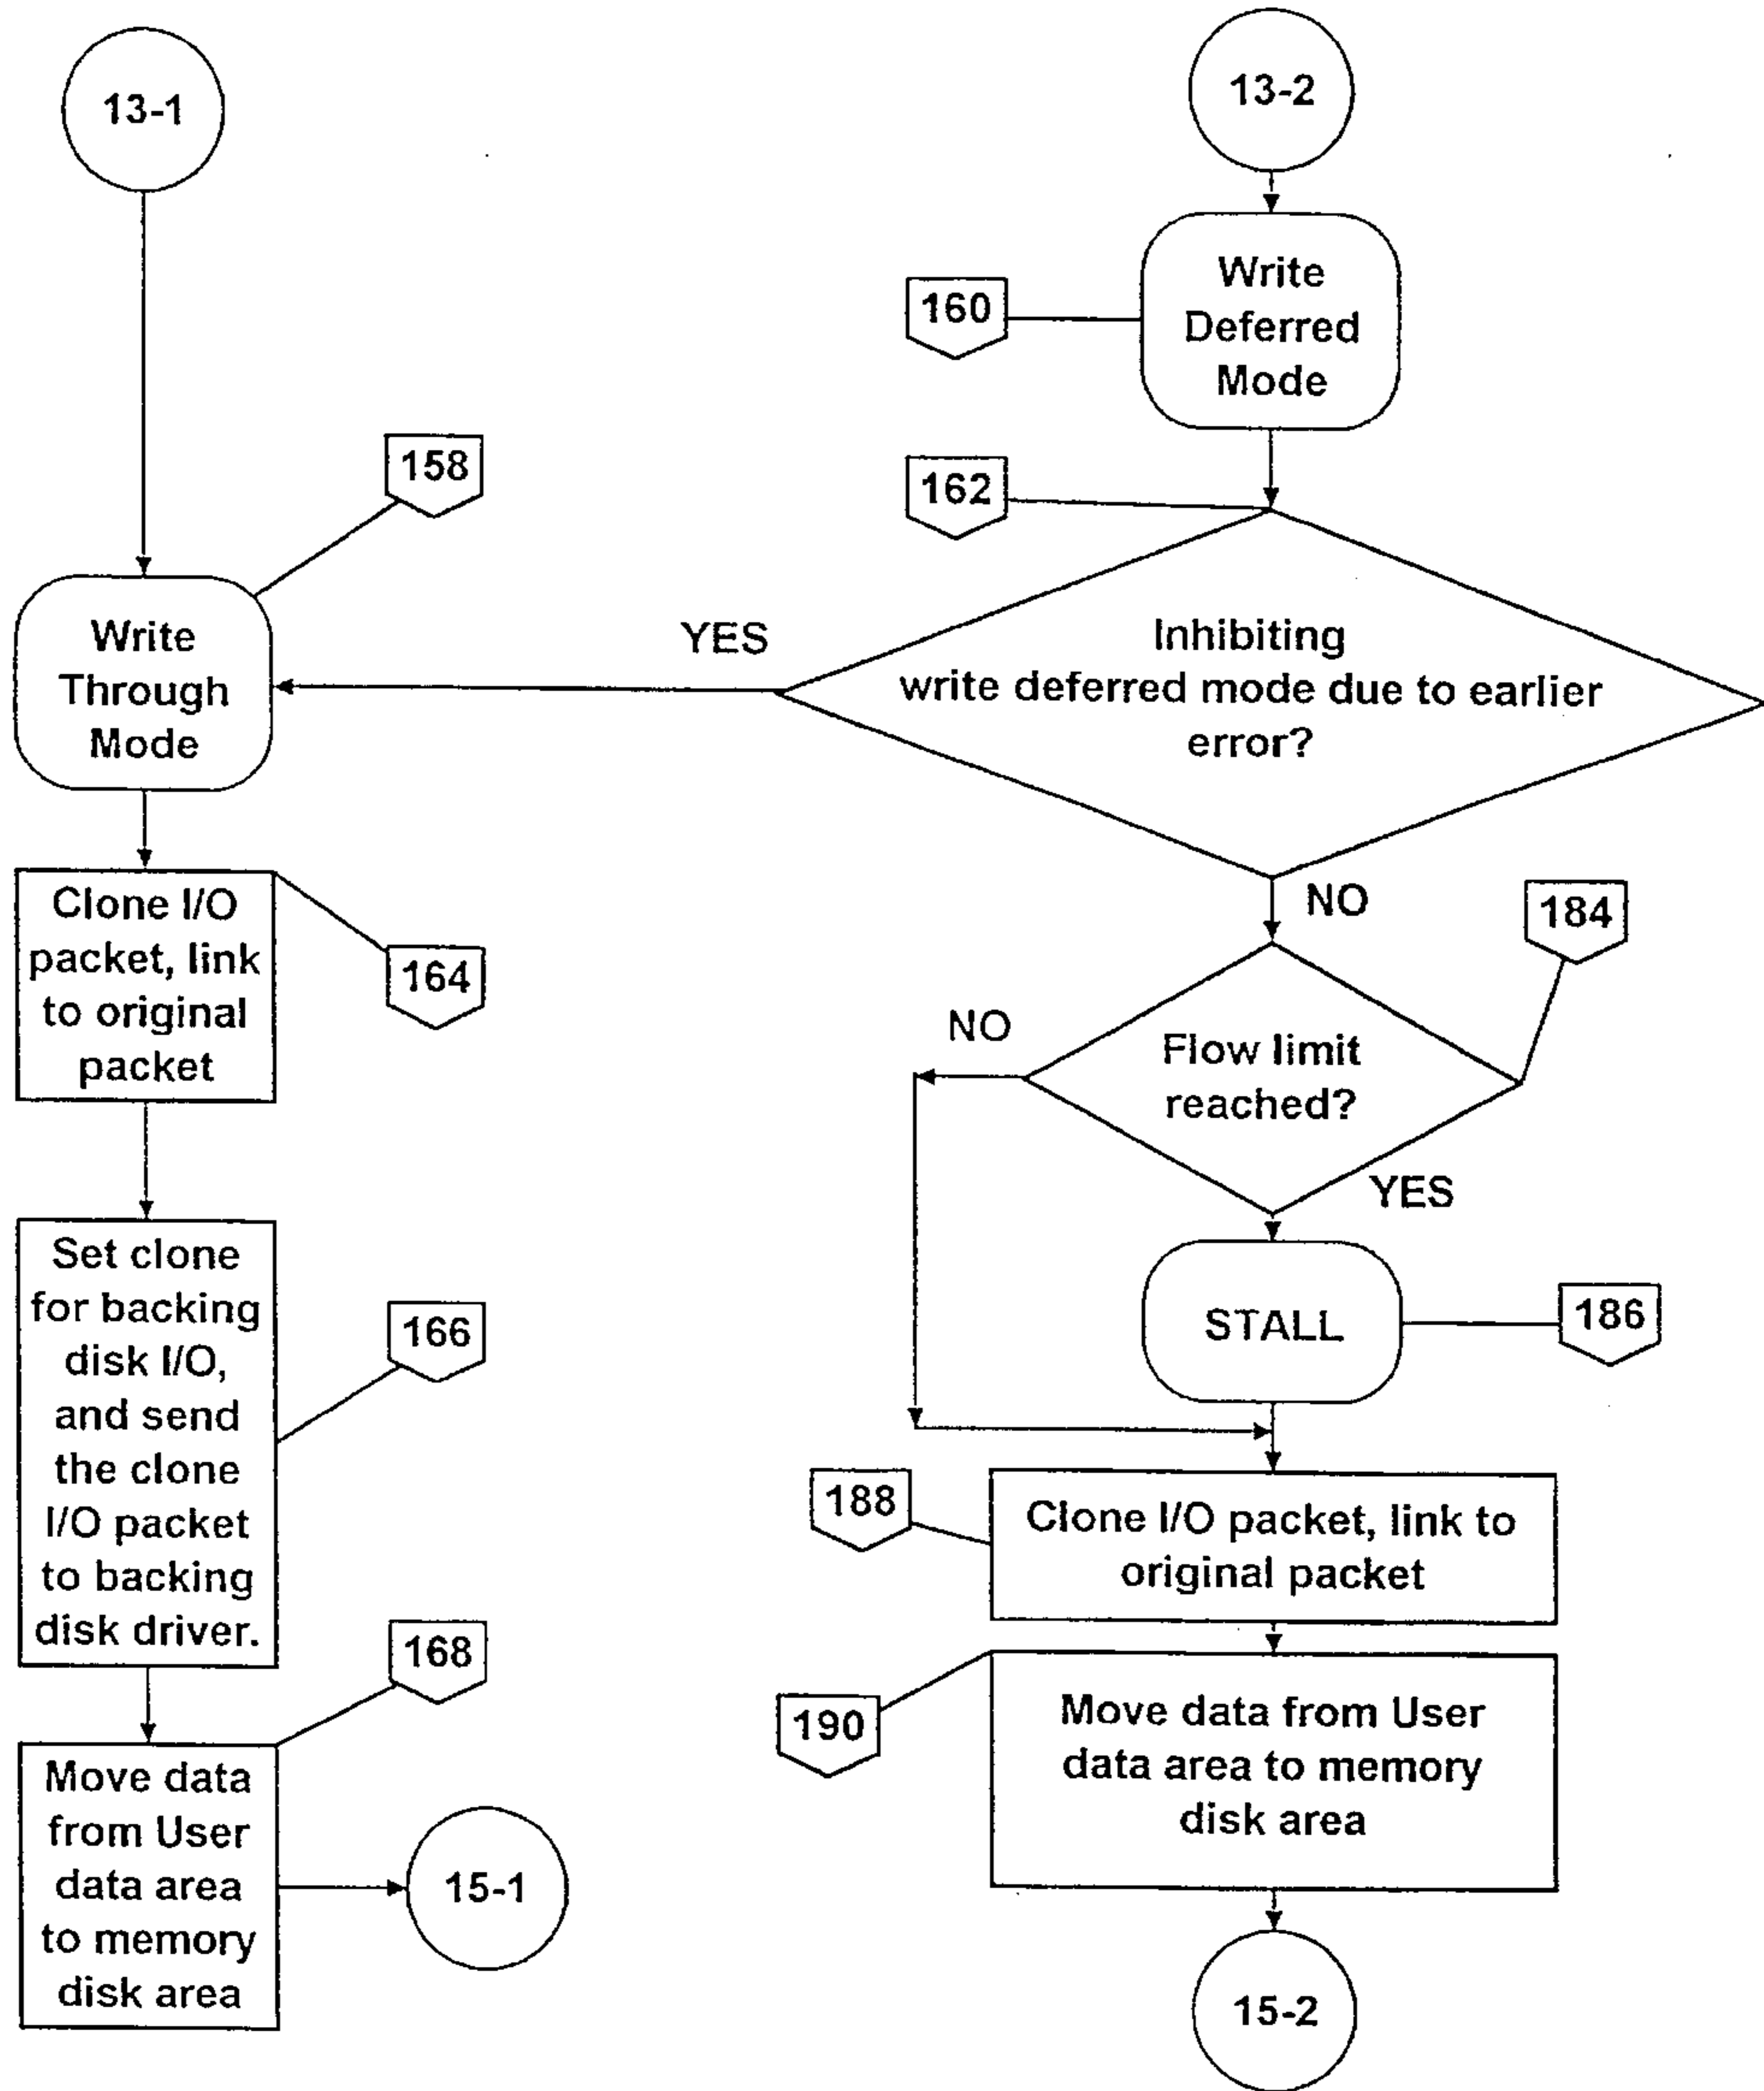 13-1
13-2
Write
Deferred
Mode
160
158
162
Write
Through
Mode
YES
Inhibiting
write deferred mode due to earlier
error?
NO
Clone I/O
packet, link
to original
packet
164
184
NO
Flow limit
reached?
YES
Set clone
for backing
disk I/O,
and send
the clone
I/O packet
to backing
disk driver.
166
STALL
186
188
Clone I/O packet, link to
original packet
168
190
Move data from User
data area to memory
disk area
Move data
from User
data area
to memory
disk area
15-1
15-2